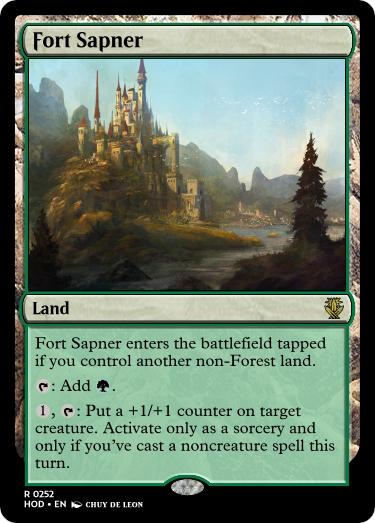 Fort Sapner
Land
Fort Sapner enters the battlefield tapped
if you control another non-Forest land.
: Add .
1, : Put a +1/+1 counter on target
creature. Activate only as a sorcery and
only if you've cast a noncreature spell this
turn.
R 0252
HOD • EN CHUY DE LEON